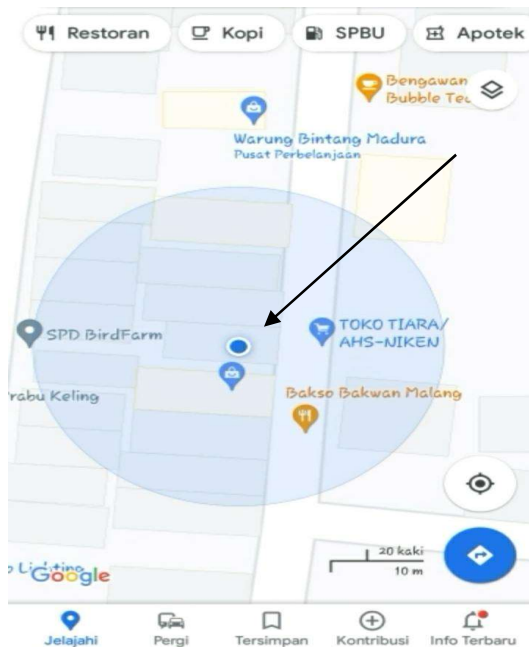 Restoran
Kopi
SPBU
Apotek
Bengawan
Bubble Tea
Warung Bintang Madura
Pusat Perbelanjaan
TOKO TIARA/
AHS-NIKEN
SPD BirdFarm
rabu Keling
Bakso Bakwan Malang
20 kaki
10 m
Google
Jelajahi
Pergi
Tersimpan
Kontribusi
Info Terbaru